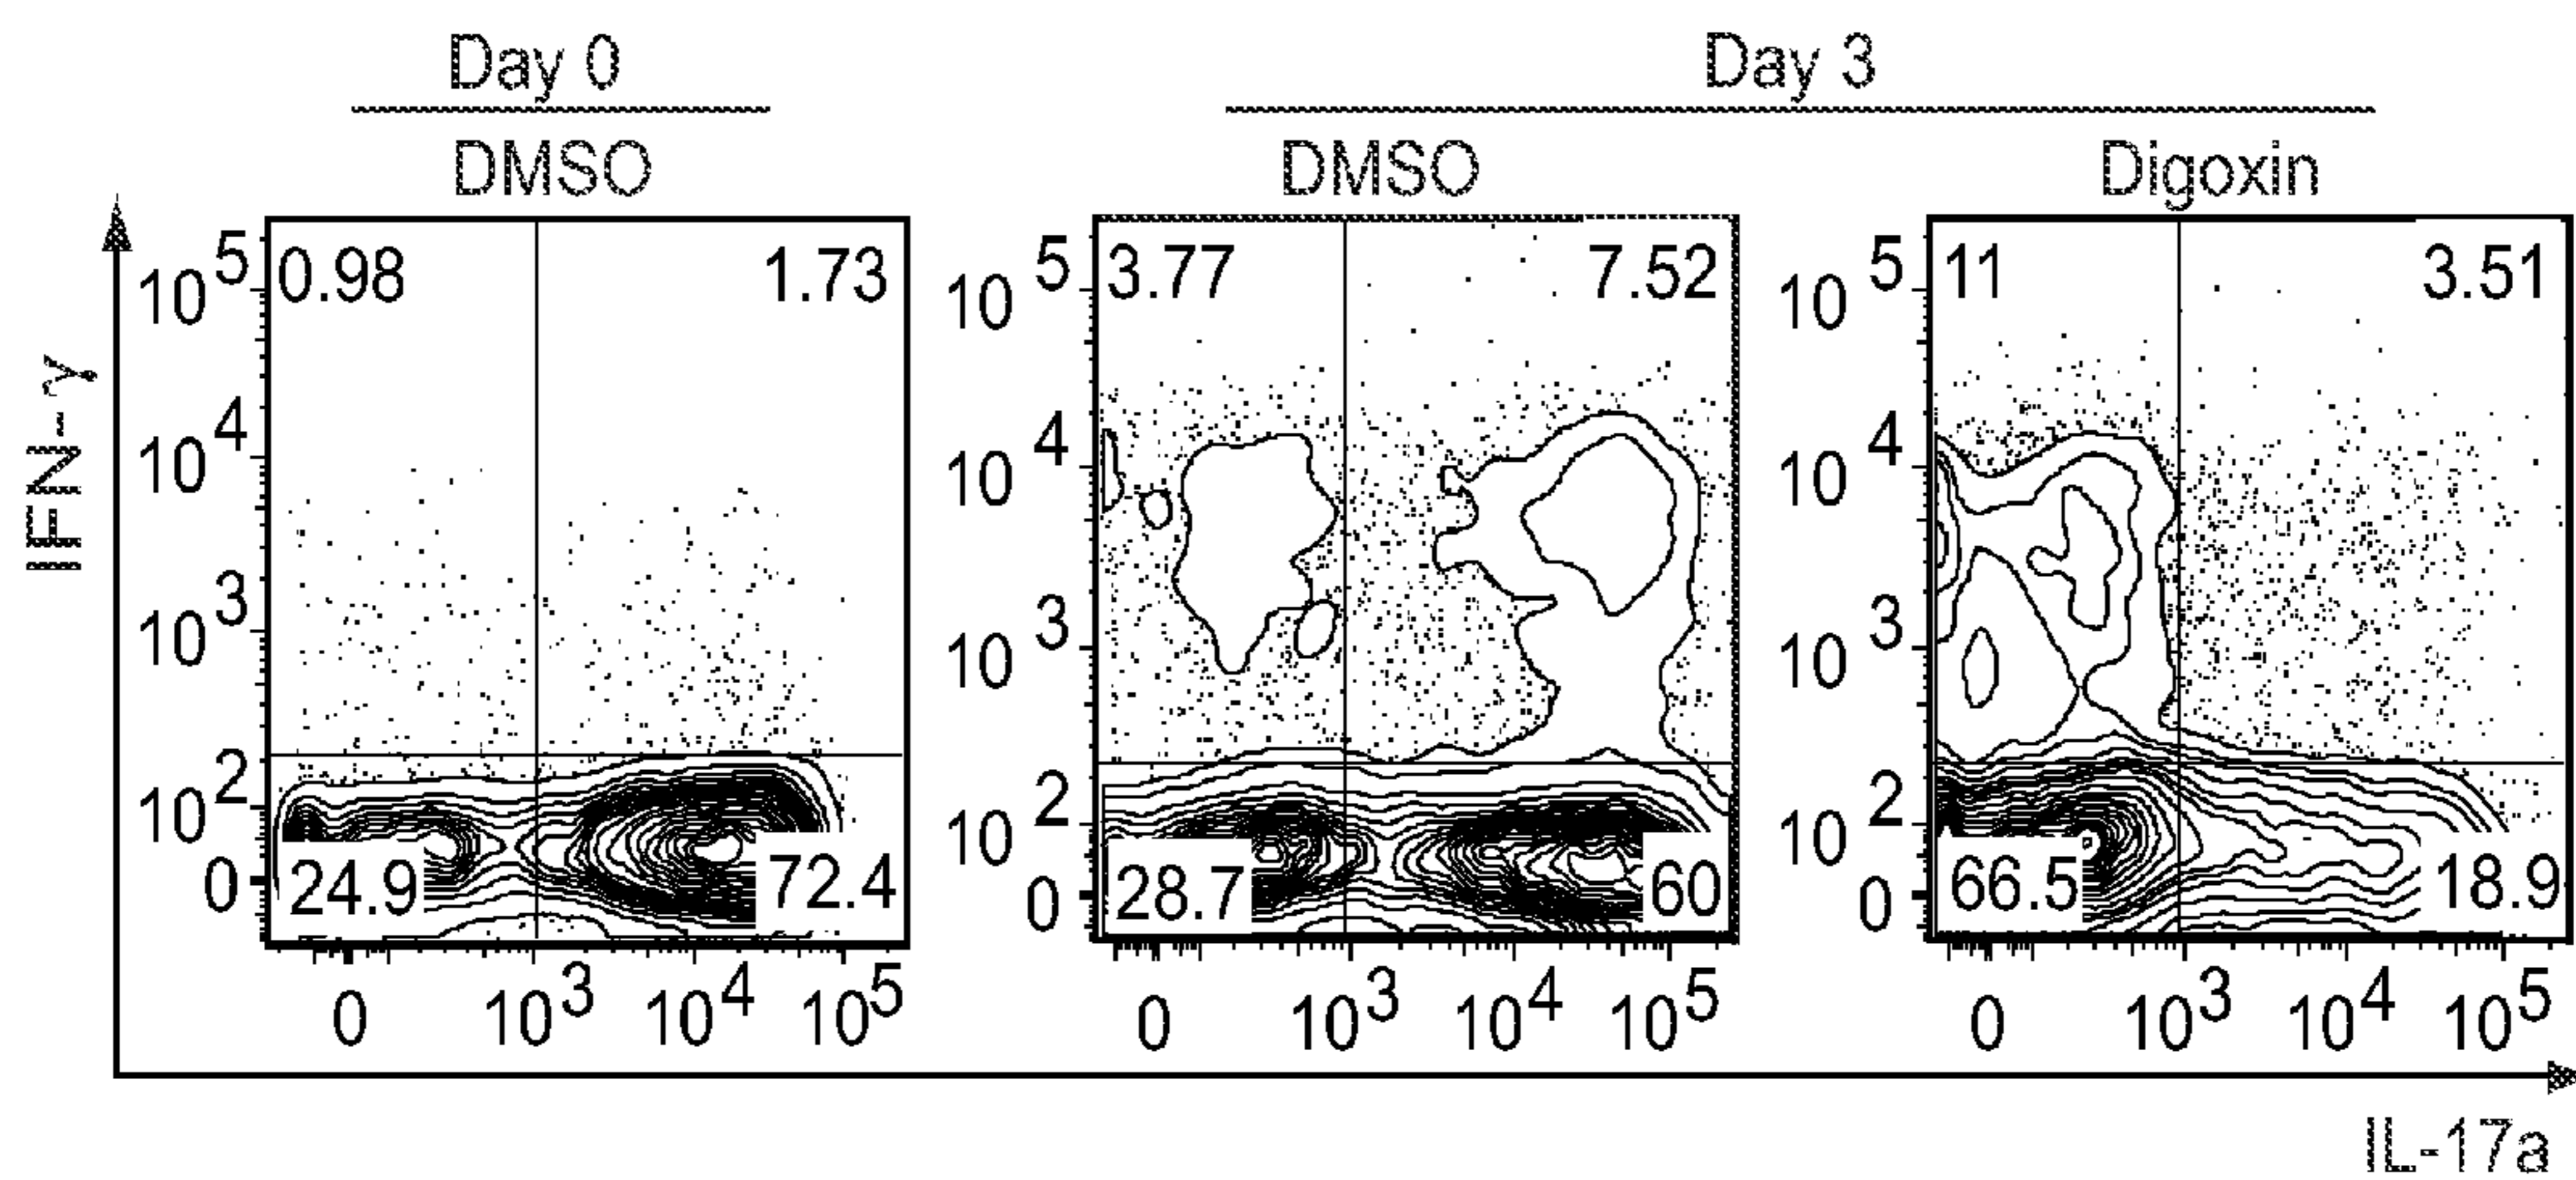 Day 0 Day 3
DMSO DMSO Digoxin
IFN-γ
10^5 0.98 1.73 10^5 3.77 7.52 10^5 11 3.51
10^4 10^4 10^4
10^3 10^3 10^3
10^2 10^2 10^2
0 24.9 72.4 0 28.7 60 0 66.5 18.9
0 10^3 10^4 10^5 0 10^3 10^4 10^5 0 10^3 10^4 10^5
IL-17a